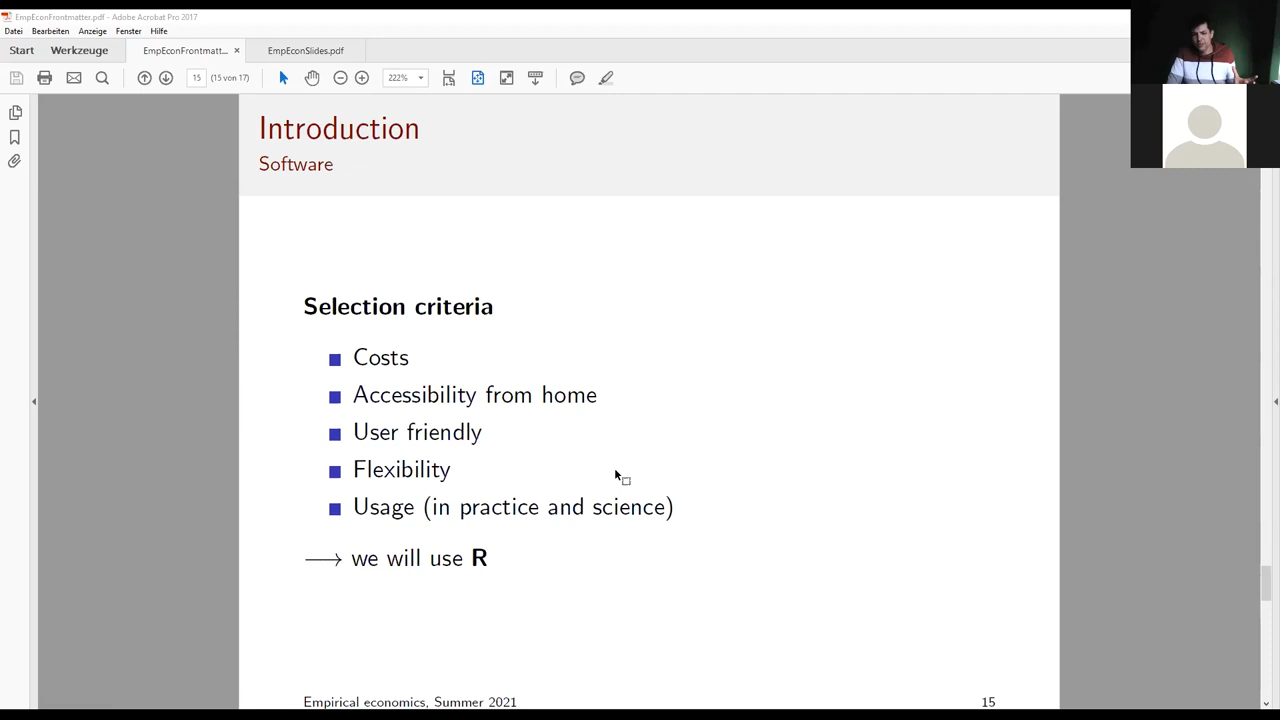 EmpEconFrontmatter.pdf - Adobe Acrobat Pro 2017
Datei Bearbeiten Anzeige Fenster Hilfe
Start Werkzeuge EmpEconFrontmatt... × EmpEconSlides.pdf
15 (15 von 17) 222%
Introduction
Software
Selection criteria
Costs
Accessibility from home
User friendly
Flexibility
Usage (in practice and science)
⟶ we will use R
Empirical economics, Summer 2021 15